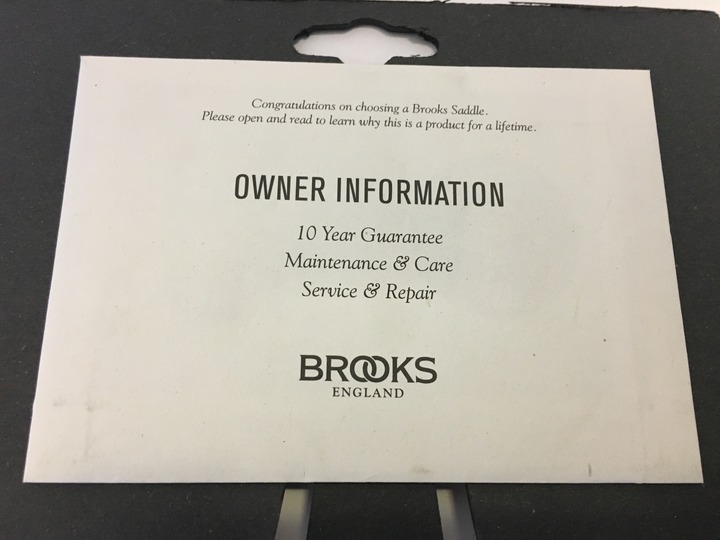 Congratulations on choosing a Brooks Saddle.
Please open and read to learn why this is a product for a lifetime.
OWNER INFORMATION
10 Year Guarantee
Maintenance & Care
Service & Repair
BROOKS
ENGLAND